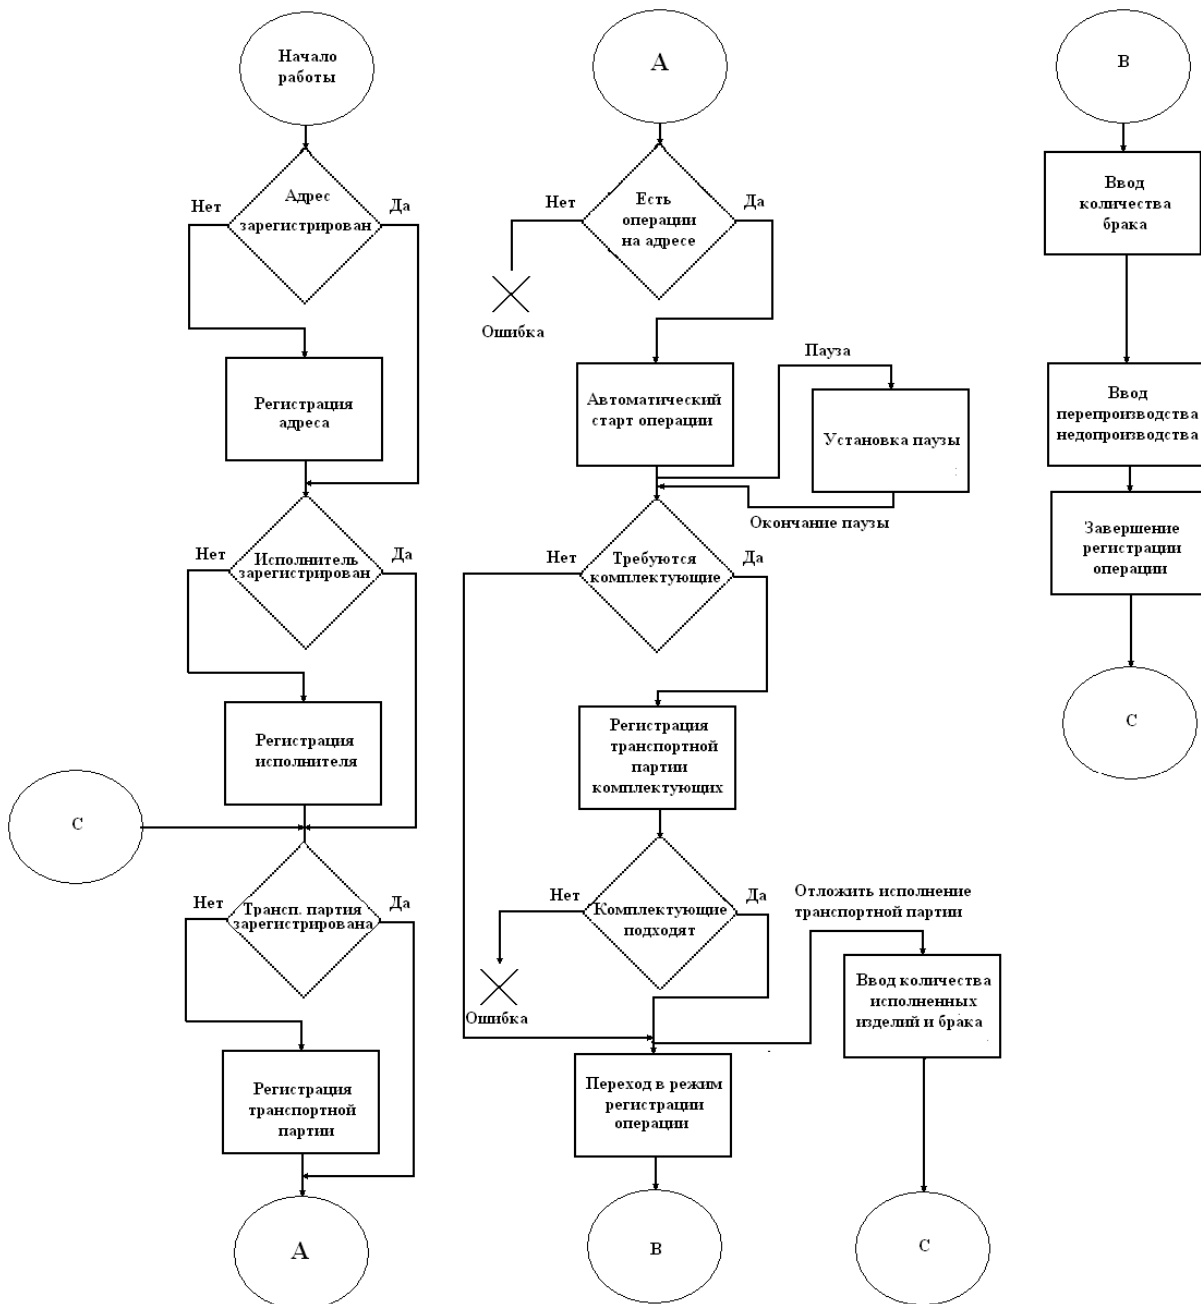 Начало
работы
Адрес
зарегистрирован
Нет
Да
Регистрация
адреса
Исполнитель
зарегистрирован
Нет
Да
Регистрация
исполнителя
C
Трансп. партия
зарегистрирована
Нет
Да
Регистрация
транспортной
партии
A
A
Есть
операции
на адресе
Нет
Да
Ошибка
Автоматический
старт операции
Пауза
Установка паузы
Окончание паузы
Требуются
комплектующие
Нет
Да
Регистрация
транспортной
партии
комплектующих
Комплектующие
подходят
Нет
Да
Ошибка
Отложить исполнение
транспортной партии
Ввод количества
исполненных
изделий и брака
Переход в режим
регистрации
операции
B
C
B
Ввод
количества
брака
Ввод
перепроизводства
недопроизводства
Завершение
регистрации
операции
C